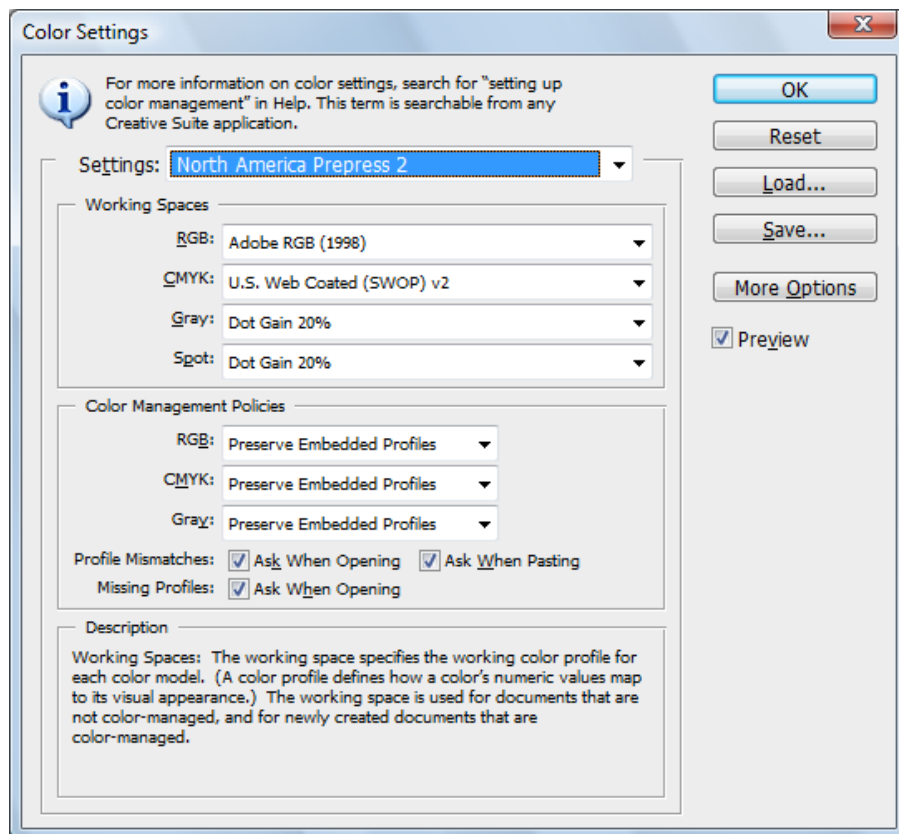 Color Settings
For more information on color settings, search for “setting up
color management” in Help. This term is searchable from any
Creative Suite application.
Settings: North America Prepress 2
Working Spaces
RGB: Adobe RGB (1998)
CMYK: U.S. Web Coated (SWOP) v2
Gray: Dot Gain 20%
Spot: Dot Gain 20%
Color Management Policies
RGB: Preserve Embedded Profiles
CMYK: Preserve Embedded Profiles
Gray: Preserve Embedded Profiles
Profile Mismatches: Ask When Opening Ask When Pasting
Missing Profiles: Ask When Opening
Description
Working Spaces: The working space specifies the working color profile for
each color model. (A color profile defines how a color’s numeric values map
to its visual appearance.) The working space is used for documents that are
not color-managed, and for newly created documents that are
color-managed.
OK
Reset
Load...
Save...
More Options
Preview